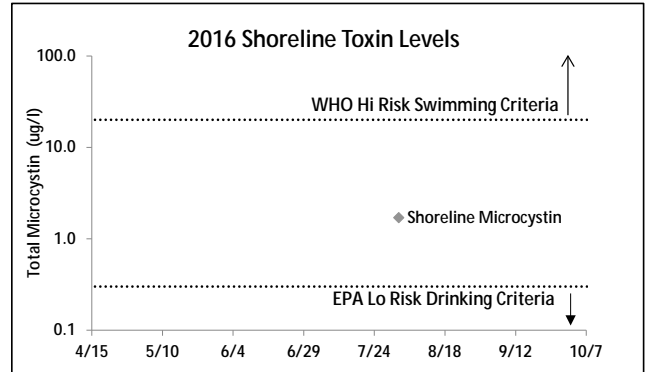 2016 Shoreline Toxin Levels
Total Microcystin (ug/l)
100.0
WHO Hi Risk Swimming Criteria
10.0
Shoreline Microcystin
1.0
EPA Lo Risk Drinking Criteria
0.1
4/15 5/10 6/4 6/29 7/24 8/18 9/12 10/7